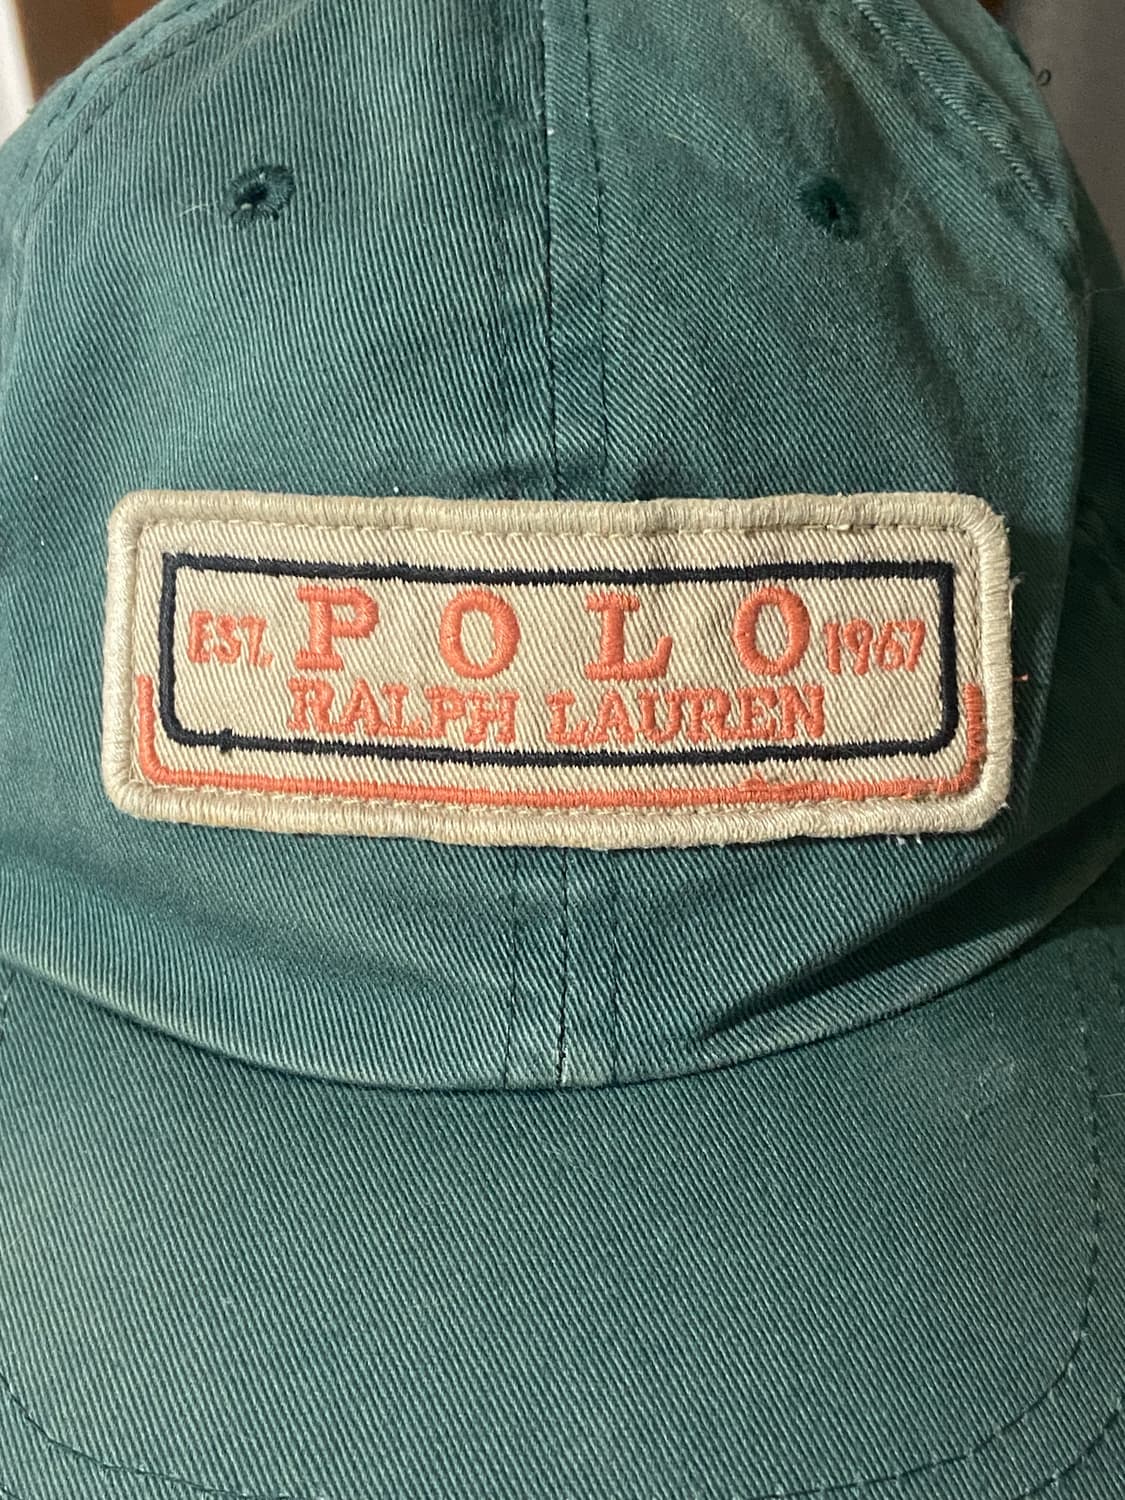 EST. POLO 1967
RALPH LAUREN